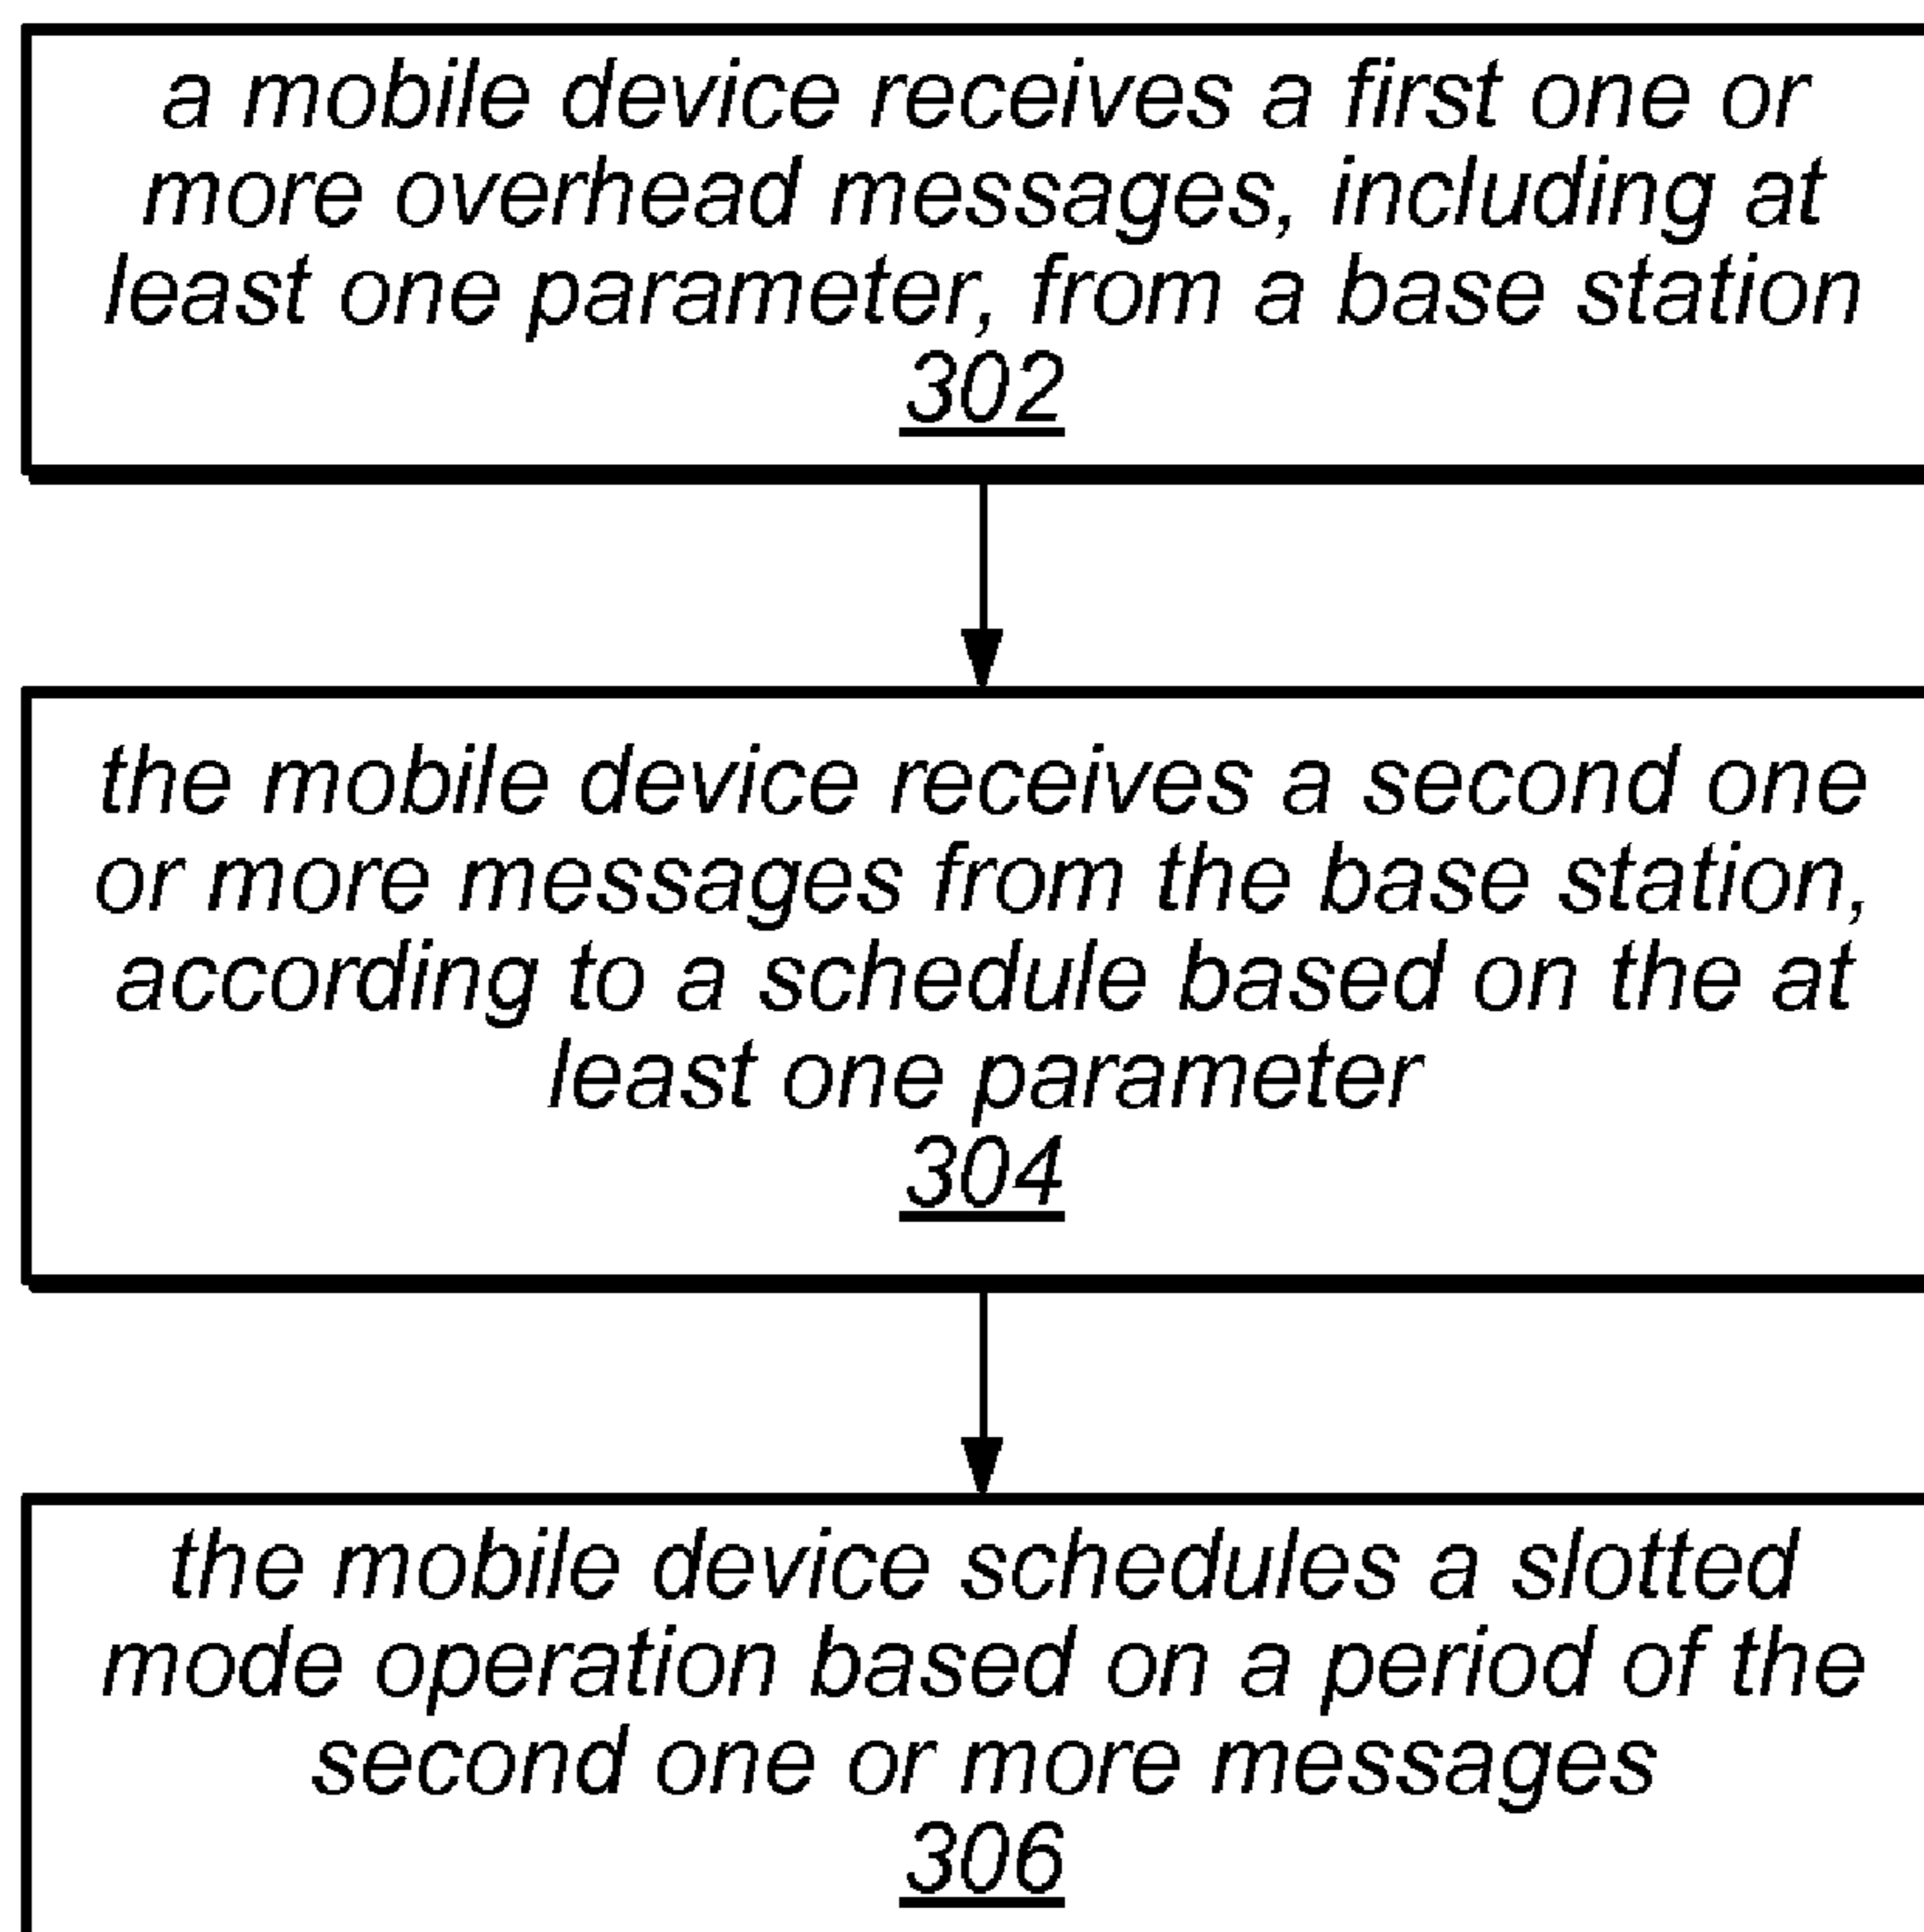 a mobile device receives a first one or
more overhead messages, including at
least one parameter, from a base station
302
the mobile device receives a second one
or more messages from the base station,
according to a schedule based on the at
least one parameter
304
the mobile device schedules a slotted
mode operation based on a period of the
second one or more messages
306